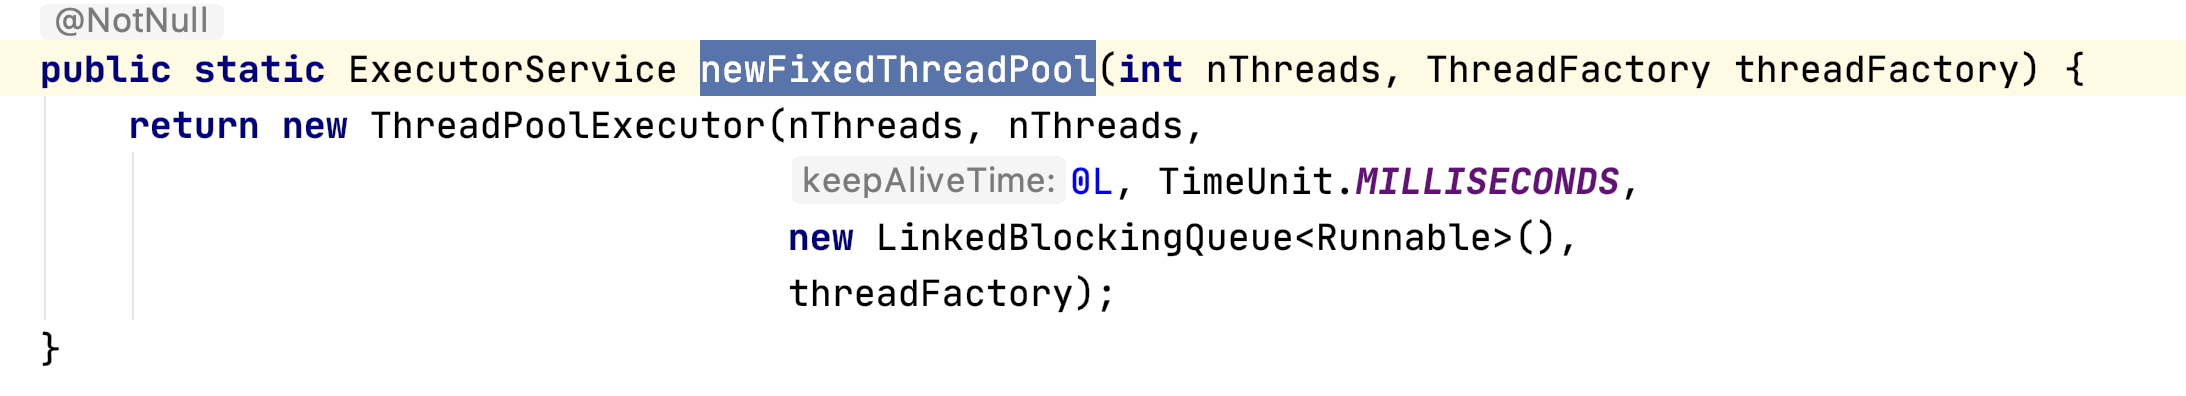 @NotNull
public static ExecutorService newFixedThreadPool(int nThreads, ThreadFactory threadFactory) {
return new ThreadPoolExecutor(nThreads, nThreads,
keepAliveTime: 0L, TimeUnit.MILLISECONDS,
new LinkedBlockingQueue<Runnable>(),
threadFactory);
}